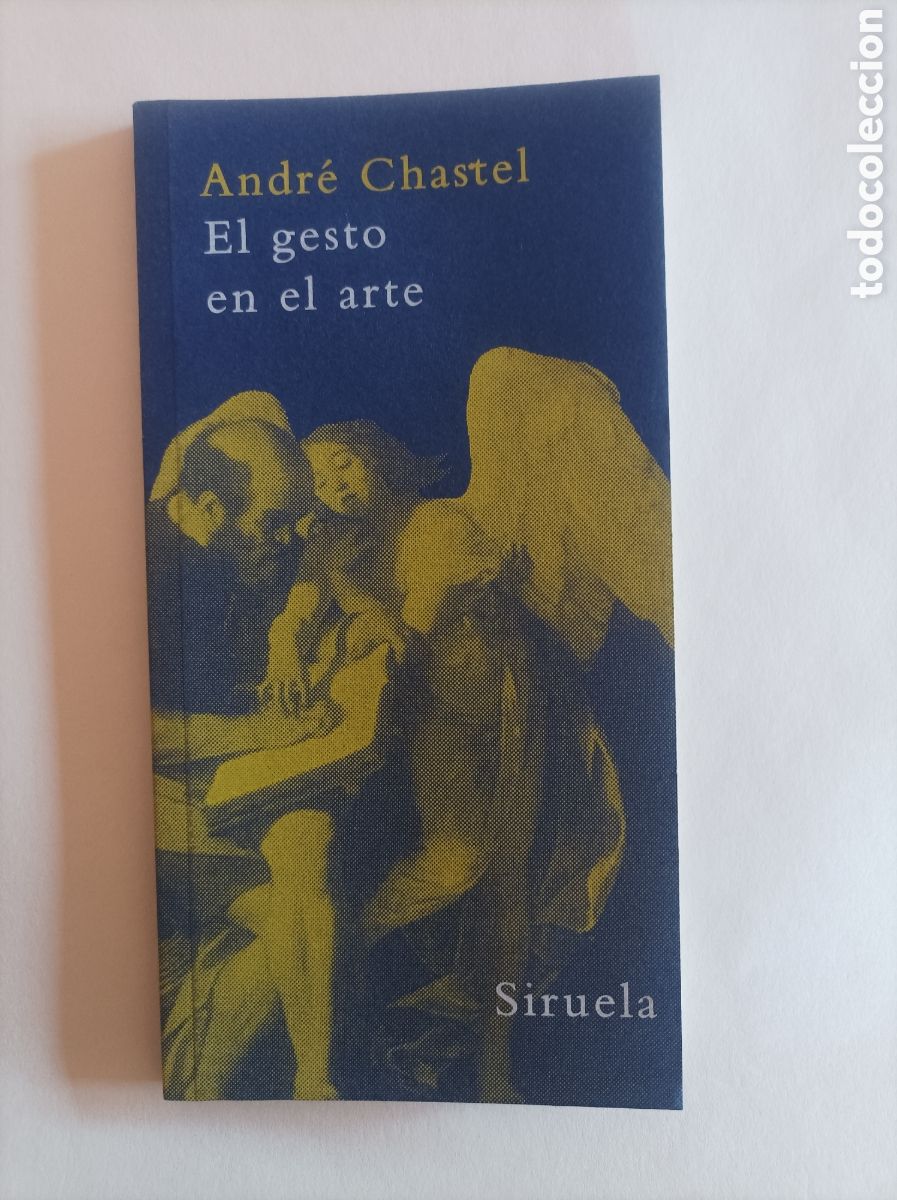 André Chastel
El gesto
en el arte
Siruela
todocoleccion